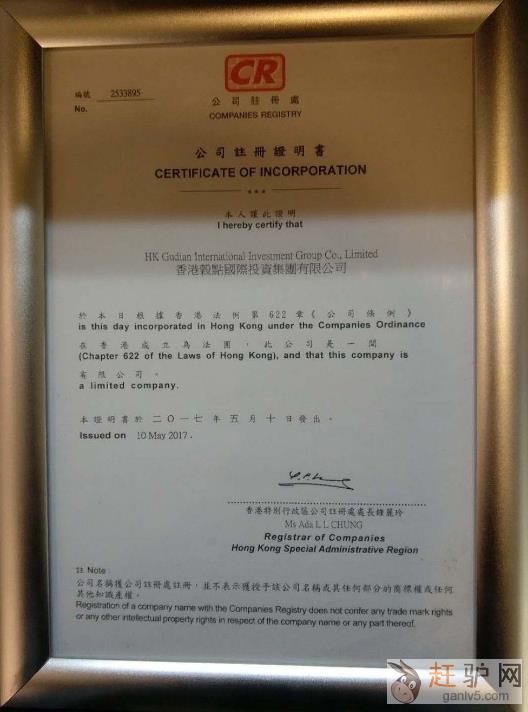 CR
編號 2533895
No.
公司註冊處
COMPANIES REGISTRY
公司註冊證明書
CERTIFICATE OF INCORPORATION
***
本人謹此證明
I hereby certify that
HK Gudian International Investment Group Co., Limited
香港穀點國際投資集團有限公司
於本日根據香港法例第622章《公司條例》
is this day incorporated in Hong Kong under the Companies Ordinance
在香港成立為法團，此公司是一間
(Chapter 622 of the Laws of Hong Kong), and that this company is
有限公司。
a limited company.
本證明書於二〇一七年五月十日發出。
Issued on 10 May 2017.
香港特別行政區公司註冊處處長鍾麗玲
Ms Ada L L CHUNG
Registrar of Companies
Hong Kong Special Administrative Region
註 Note:
公司名稱獲公司註冊處註冊，並不表示獲授予該公司名稱或其任何部分的商標權或任何
其他知識產權。
Registration of a company name with the Companies Registry does not confer any trade mark rights
or any other intellectual property rights in respect of the company name or any part thereof.
赶驴网
ganlv5.com